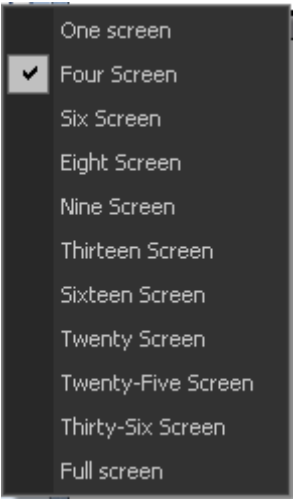 One screen
Four Screen
Six Screen
Eight Screen
Nine Screen
Thirteen Screen
Sixteen Screen
Twenty Screen
Twenty-Five Screen
Thirty-Six Screen
Full screen